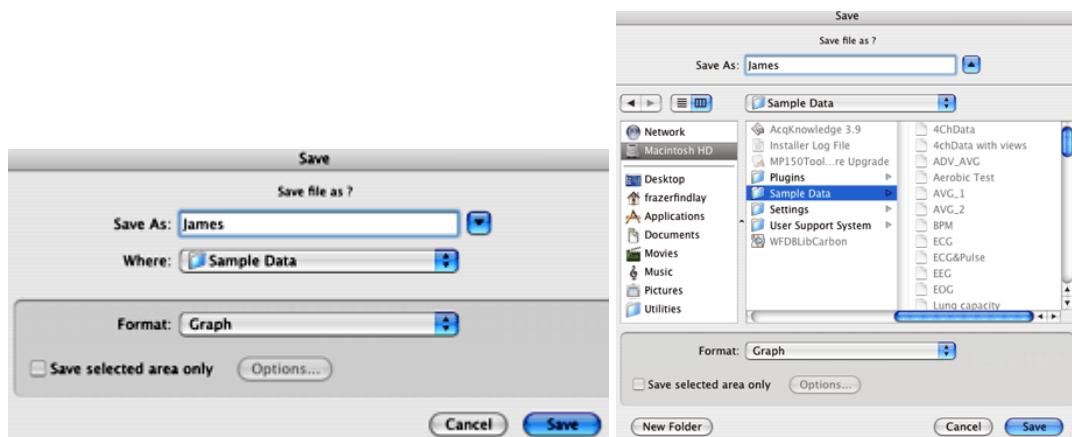 Save
Save file as ?
Save As: James
Where: Sample Data
Format: Graph
Save selected area only Options...
Cancel Save
Save
Save file as ?
Save As: James
Sample Data
Network
Macintosh HD
Desktop
frazerfindlay
Applications
Documents
Movies
Music
Pictures
Utilities
AcqKnowledge 3.9
Installer Log File
MP150Tool...re Upgrade
Plugins
Sample Data
Settings
User Support System
WFDBLibCarbon
4ChData
4chData with views
ADV_AVG
Aerobic Test
AVG_1
AVG_2
BPM
ECG
ECG&Pulse
EEG
EOG
Lung capacity
Format: Graph
Save selected area only Options...
New Folder Cancel Save